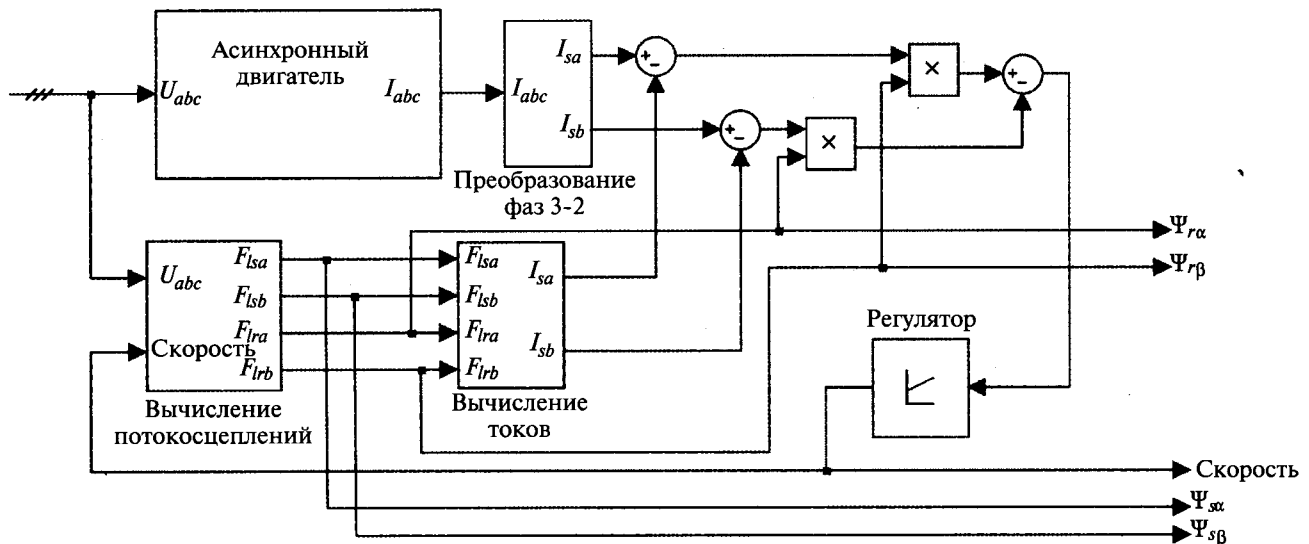 Асинхронный
двигатель
U_abc
I_abc
I_abc
I_sa
I_sb
Преобразование
фаз 3-2
+
−
+
−
×
×
+
−
Ψ_rα
Ψ_rβ
U_abc
Скорость
F_lsa
F_lsb
F_lra
F_lrb
Вычисление
потокосцеплений
F_lsa
F_lsb
F_lra
F_lrb
I_sa
I_sb
Вычисление
токов
Регулятор
Скорость
Ψ_sα
Ψ_sβ